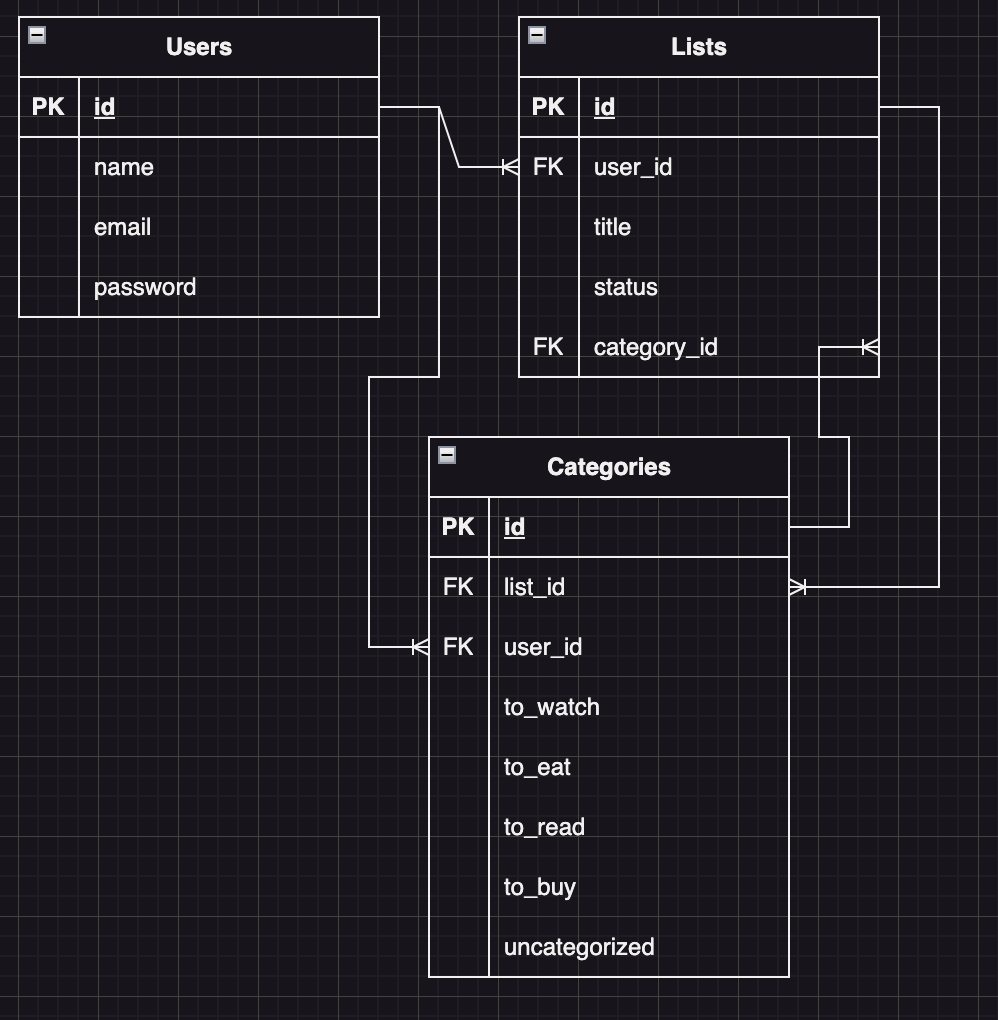 Users
PK id
name
email
password
Lists
PK id
FK user_id
title
status
FK category_id
Categories
PK id
FK list_id
FK user_id
to_watch
to_eat
to_read
to_buy
uncategorized